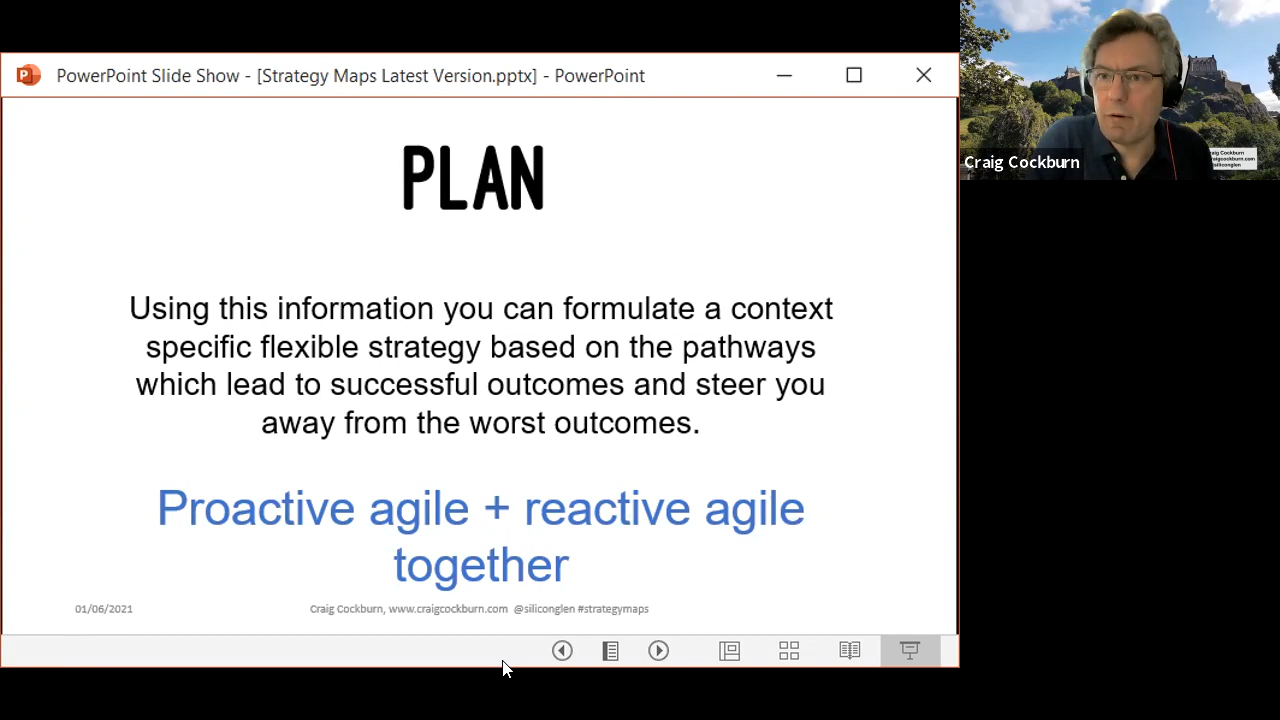 PowerPoint Slide Show - [Strategy Maps Latest Version.pptx] - PowerPoint
PLAN
Using this information you can formulate a context
specific flexible strategy based on the pathways
which lead to successful outcomes and steer you
away from the worst outcomes.
Proactive agile + reactive agile
together
01/06/2021
Craig Cockburn, www.craigcockburn.com @siliconglen #strategymaps
Craig Cockburn